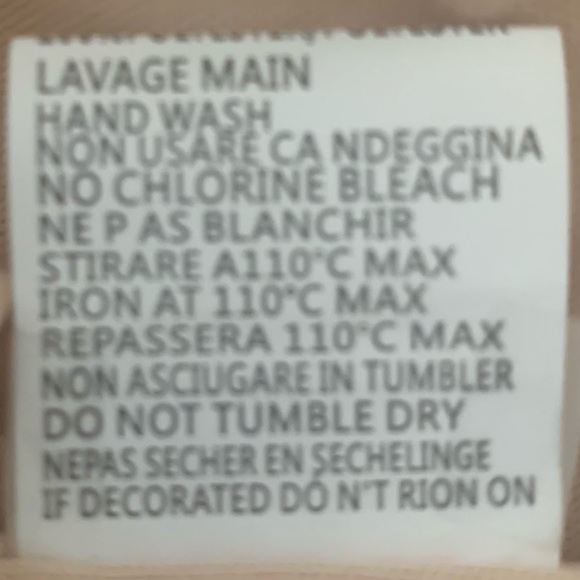 LAVAGE MAIN
HAND WASH
NON USARE CA NDEGGINA
NO CHLORINE BLEACH
NE P AS BLANCHIR
STIRARE A110°C MAX
IRON AT 110°C MAX
REPASSERA 110°C MAX
NON ASCIUGARE IN TUMBLER
DO NOT TUMBLE DRY
NEPAS SECHER EN SECHELINGE
IF DECORATED DO N'T RION ON